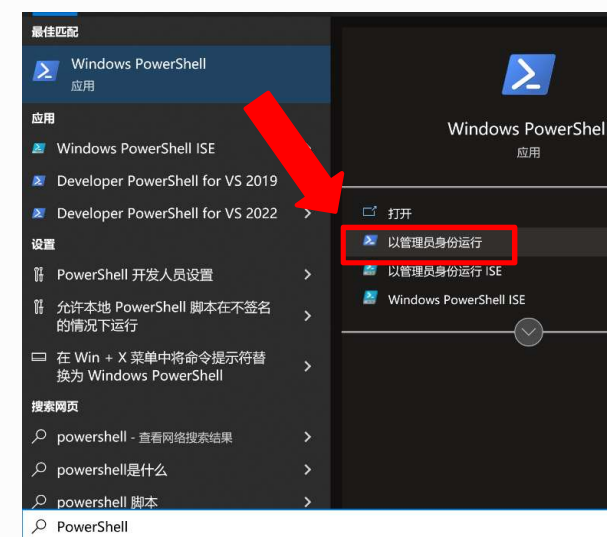 最佳匹配
Windows PowerShell
应用
应用
Windows PowerShell ISE
Developer PowerShell for VS 2019
Developer PowerShell for VS 2022
设置
PowerShell 开发人员设置
允许本地 PowerShell 脚本在不签名
的情况下运行
在 Win + X 菜单中将命令提示符替
换为 Windows PowerShell
搜索网页
powershell - 查看网络搜索结果
powershell是什么
powershell 脚本
PowerShell
Windows PowerShel
应用
打开
以管理员身份运行
以管理员身份运行 ISE
Windows PowerShell ISE